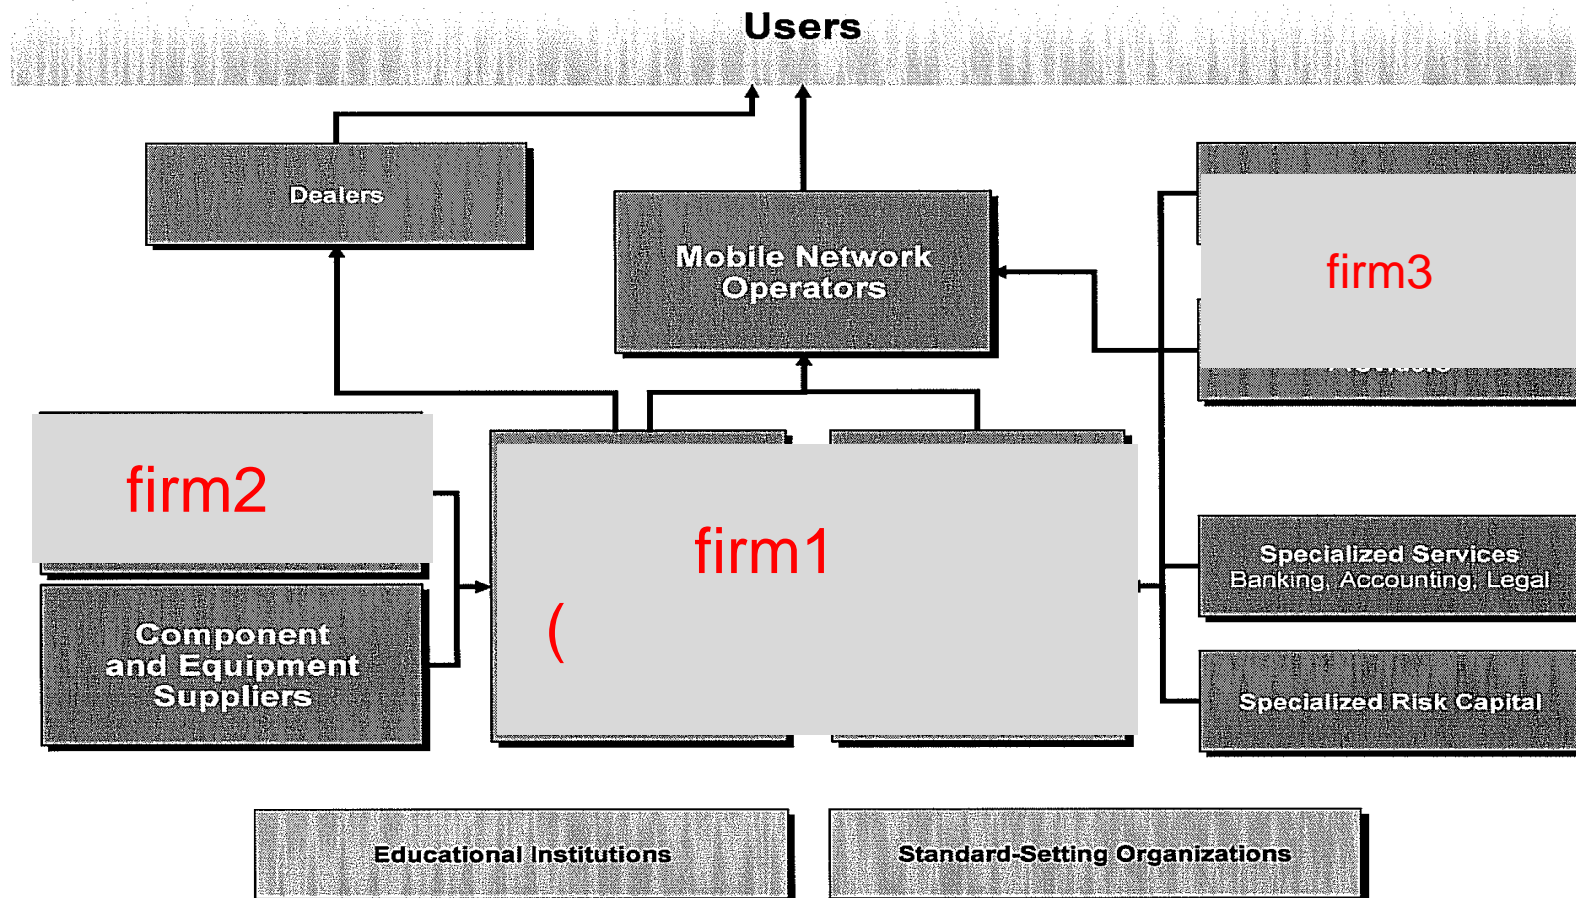 Users
Dealers
Mobile Network
Operators
firm3
firm2
firm1
(
Component
and Equipment
Suppliers
Specialized Services
Banking, Accounting, Legal
Specialized Risk Capital
Educational Institutions
Standard-Setting Organizations